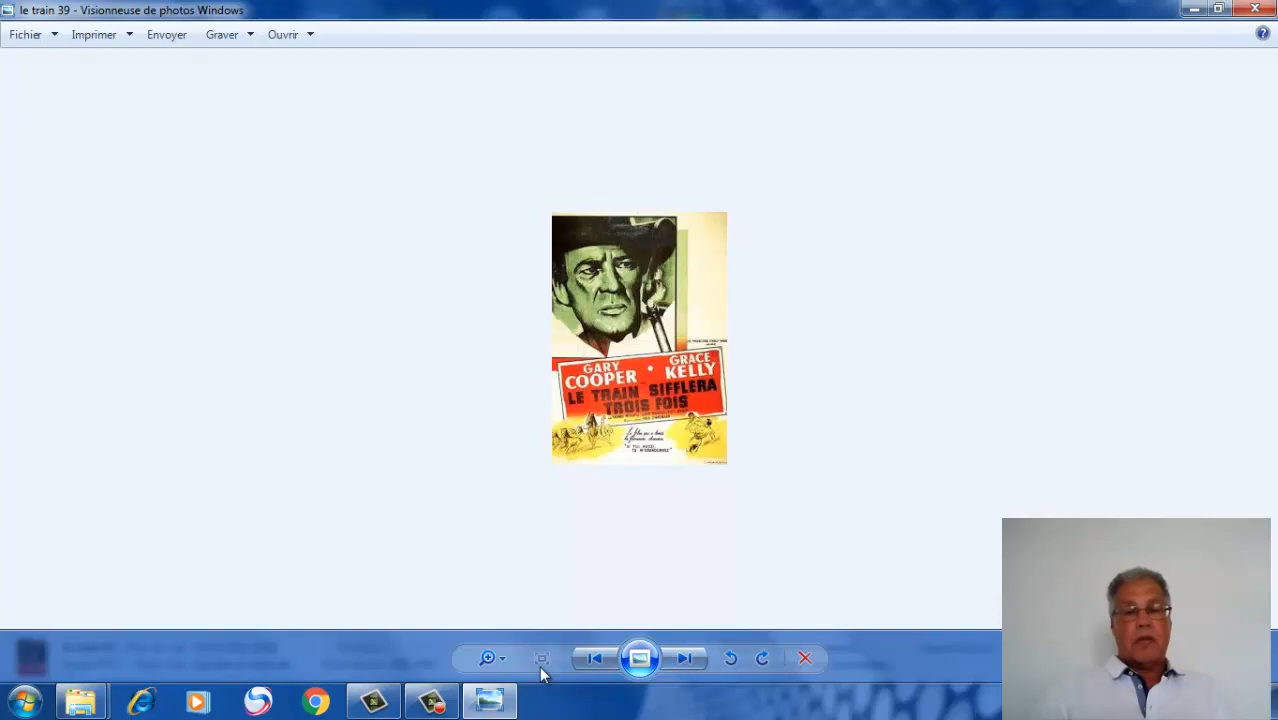 le train 39 - Visionneuse de photos Windows
Fichier Imprimer Envoyer Graver Ouvrir
GARY COOPER • GRACE KELLY
LE TRAIN SIFFLERA
TROIS FOIS